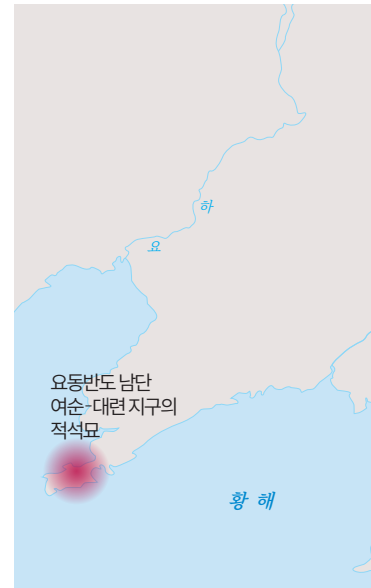 하
요
요동반도 남단
여순-대련 지구의
적석묘
황 해